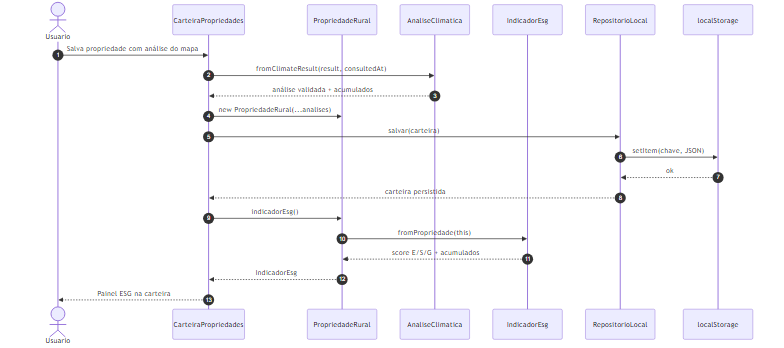 Usuario
CarteiraPropriedades
PropriedadeRural
AnaliseClimatica
IndicadorEsg
RepositorioLocal
localStorage
1
Salva propriedade com análise do mapa
2
fromClimateResult(result, consultedAt)
análise validada + acumulados
3
4
new PropriedadeRural(...analises)
5
salvar(carteira)
6
setItem(chave, JSON)
ok
7
carteira persistida
8
9
indicadorEsg()
10
fromPropriedade(this)
score E/S/G + acumulados
11
IndicadorEsg
12
Painel ESG na carteira
13
Usuario
CarteiraPropriedades
PropriedadeRural
AnaliseClimatica
IndicadorEsg
RepositorioLocal
localStorage